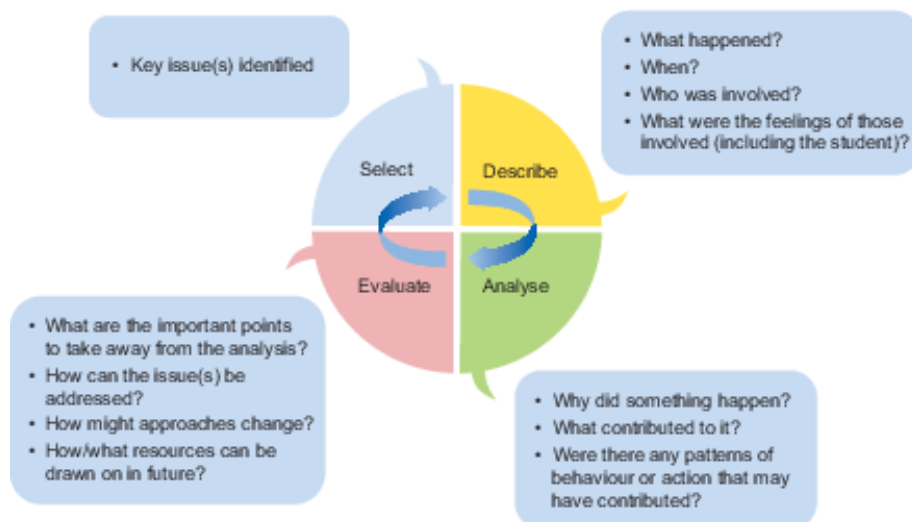 • Key issue(s) identified
• What happened?
• When?
• Who was involved?
• What were the feelings of those
involved (including the student)?
Select
Describe
Evaluate
Analyse
• What are the important points
to take away from the analysis?
• How can the issue(s) be
addressed?
• How might approaches change?
• How/what resources can be
drawn on in future?
• Why did something happen?
• What contributed to it?
• Were there any patterns of
behaviour or action that may
have contributed?